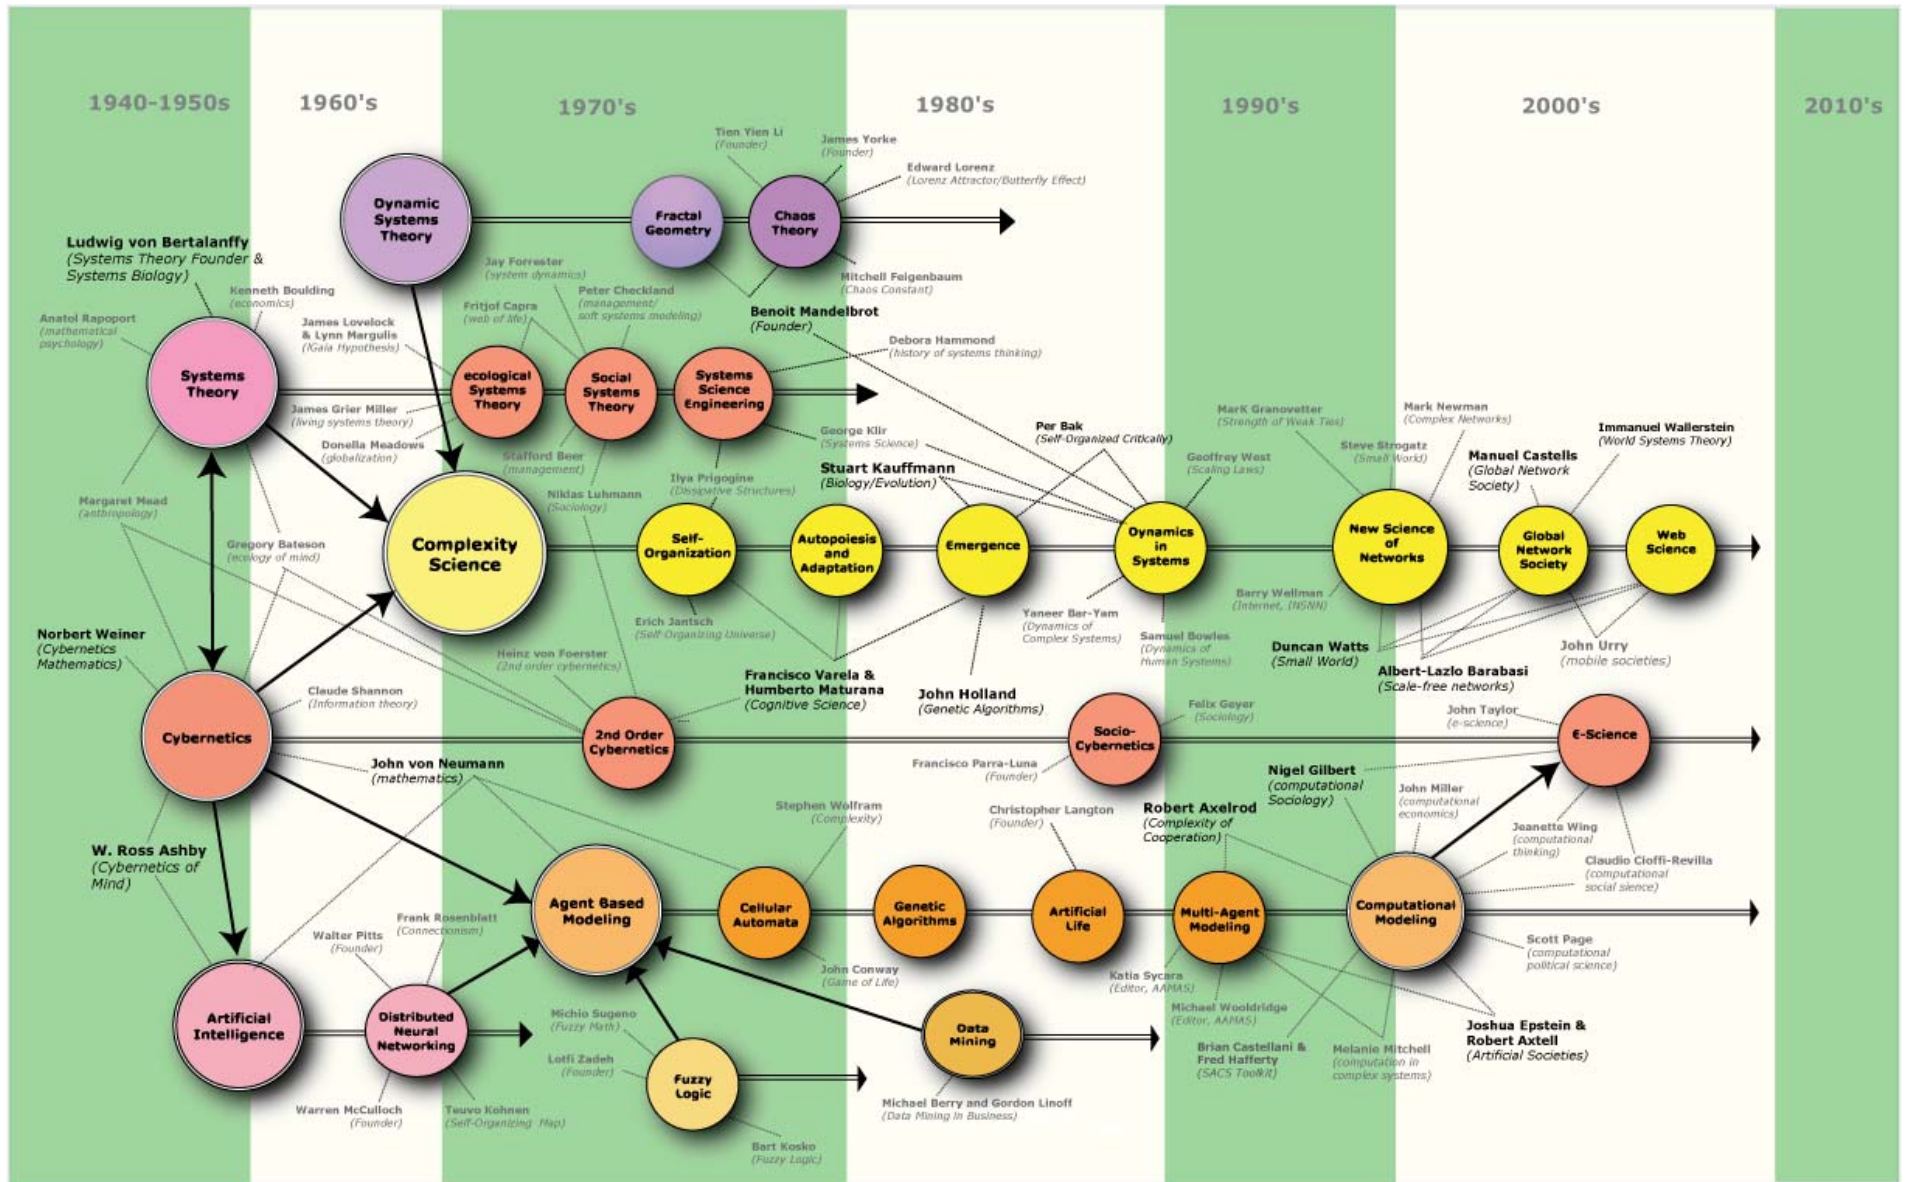 1940-1950s
1960's
1970's
1980's
1990's
2000's
2010's
Tien Yien Li
(Founder)
James Yorke
(Founder)
Edward Lorenz
(Lorenz Attractor/Butterfly Effect)
Dynamic
Systems
Theory
Fractal
Geometry
Chaos
Theory
Mitchell Feigenbaum
(Chaos Constant)
Benoit Mandelbrot
(Founder)
Ludwig von Bertalanffy
(Systems Theory Founder &
Systems Biology)
Kenneth Boulding
(economics)
Anatol Rapoport
(mathematical
psychology)
James Lovelock
& Lynn Margulis
(IGaia Hypothesis)
Jay Forrester
(system dynamics)
Fritjof Capra
(web of life)
Peter Checkland
(management/
soft systems modeling)
Debora Hammond
(history of systems thinking)
Systems
Theory
ecological
Systems
Theory
Social
Systems
Theory
Systems
Science
Engineering
James Grier Miller
(living systems theory)
Donella Meadows
(globalization)
Stafford Beer
(management)
Niklas Luhmann
(Sociology)
Ilya Prigogine
(Dissipative Structures)
George Klir
(Systems Science)
Stuart Kauffmann
(Biology/Evolution)
Per Bak
(Self-Organized Critically)
Geoffrey West
(Scaling Laws)
MarK Granovetter
(Strength of Weak Ties)
Steve Strogatz
(Small World)
Mark Newman
(Complex Networks)
Manuel Castells
(Global Network
Society)
Immanuel Wallerstein
(World Systems Theory)
Margaret Mead
(anthropology)
Gregory Bateson
(ecology of mind)
Complexity
Science
Self-
Organization
Autopoiesis
and
Adaptation
Emergence
Dynamics
in
Systems
New Science
of
Networks
Global
Network
Society
Web
Science
Erich Jantsch
(Self-Organizing Universe)
Heinz von Foerster
(2nd order cybernetics)
Francisco Varela &
Humberto Maturana
(Cognitive Science)
John Holland
(Genetic Algorithms)
Yaneer Bar-Yam
(Dynamics of
Complex Systems)
Samuel Bowles
(Dynamics of
Human Systems)
Barry Wellman
(Internet, INSNN)
Duncan Watts
(Small World)
Albert-Lazlo Barabasi
(Scale-free networks)
John Urry
(mobile societies)
Norbert Weiner
(Cybernetics
Mathematics)
Claude Shannon
(Information theory)
Cybernetics
2nd Order
Cybernetics
Socio-
Cybernetics
E-Science
Felix Geyer
(Sociology)
Francisco Parra-Luna
(Founder)
John Taylor
(e-science)
John von Neumann
(mathematics)
Nigel Gilbert
(computational
Sociology)
John Miller
(computational
economics)
Jeanette Wing
(computational
thinking)
Claudio Cioffi-Revilla
(computational
social sience)
W. Ross Ashby
(Cybernetics of
Mind)
Stephen Wolfram
(Complexity)
Christopher Langton
(Founder)
Robert Axelrod
(Complexity of
Cooperation)
Agent Based
Modeling
Cellular
Automata
Genetic
Algorithms
Artificial
Life
Multi-Agent
Modeling
Computational
Modeling
Walter Pitts
(Founder)
Frank Rosenblatt
(Connectionism)
John Conway
(Game of Life)
Katia Sycara
(Editor, AAMAS)
Michael Wooldridge
(Editor, AAMAS)
Brian Castellani &
Fred Hafferty
(SACS Toolkit)
Melanie Mitchell
(computation in
complex systems)
Scott Page
(computational
political science)
Joshua Epstein &
Robert Axtell
(Artificial Societies)
Artificial
Intelligence
Distributed
Neural
Networking
Michio Sugeno
(Fuzzy Math)
Lotfi Zadeh
(Founder)
Fuzzy
Logic
Data
Mining
Warren McCulloch
(Founder)
Teuvo Kohnen
(Self-Organizing Map)
Michael Berry and Gordon Linoff
(Data Mining in Business)
Bart Kosko
(Fuzzy Logic)